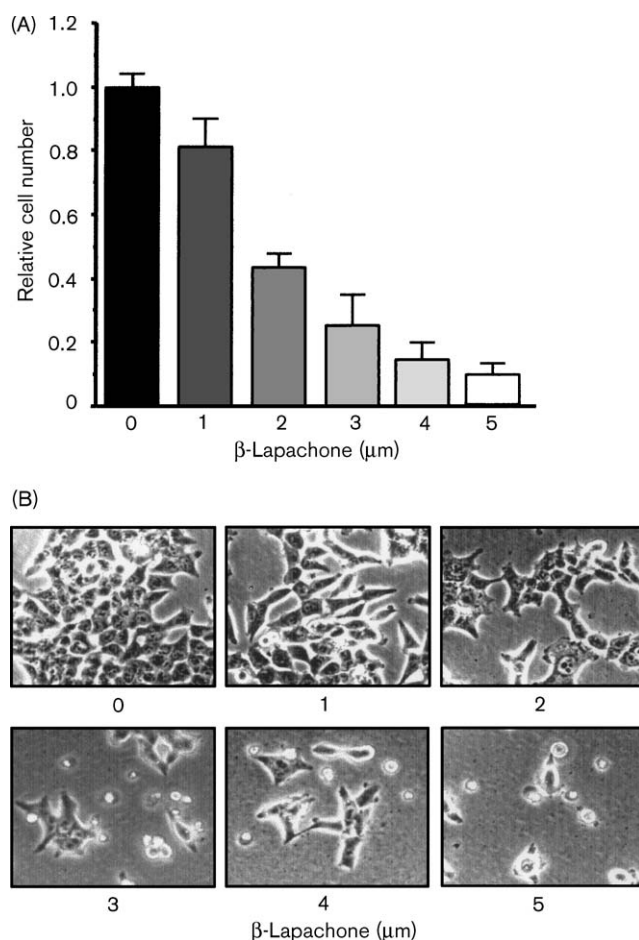 (A)
1.2
1.0
0.8
0.6
0.4
0.2
0
Relative cell number
0 1 2 3 4 5
β-Lapachone (μm)
(B)
0 1 2
3 4 5
β-Lapachone (μm)